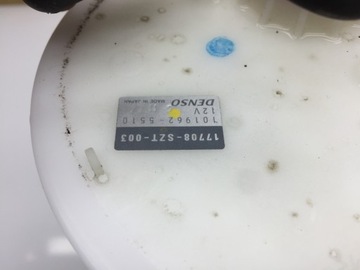 17708-SZT-003
101962-5510
12V
DENSO
MADE IN JAPAN